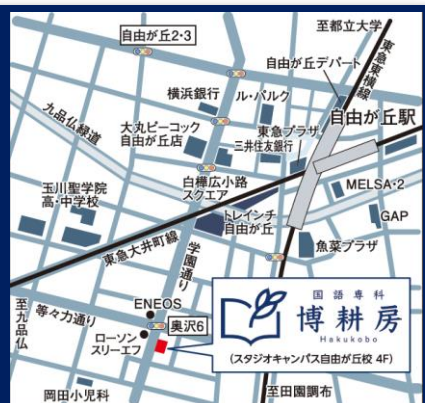 至都立大学
自由が丘2・3
東急東横線
自由が丘デパート
横浜銀行
ル・パルク
自由が丘駅
九品仏緑道
大丸ピーコック
自由が丘店
東急プラザ
三井住友銀行
玉川聖学院
高・中学校
白樺広小路
スクエア
MELSA・2
トレインチ
自由が丘
GAP
東急大井町線
学園通り
魚菜プラザ
至九品仏
等々力通り
ENEOS
奥沢6
ローソン
スリーエフ
国語専科
博耕房
Hakukobo
(スタジオキャンパス自由が丘校 4F)
岡田小児科
至田園調布